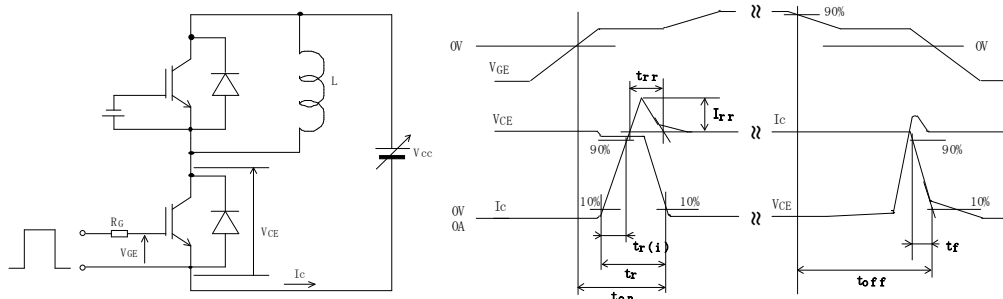 L
Vcc
RG
VGE
VCE
Ic
0V
VGE
trr
Irr
90%
0V
VCE
Ic
90%
90%
Ic
10%
10%
VCE
10%
0V
0A
tr(i)
tr
ton
tf
toff